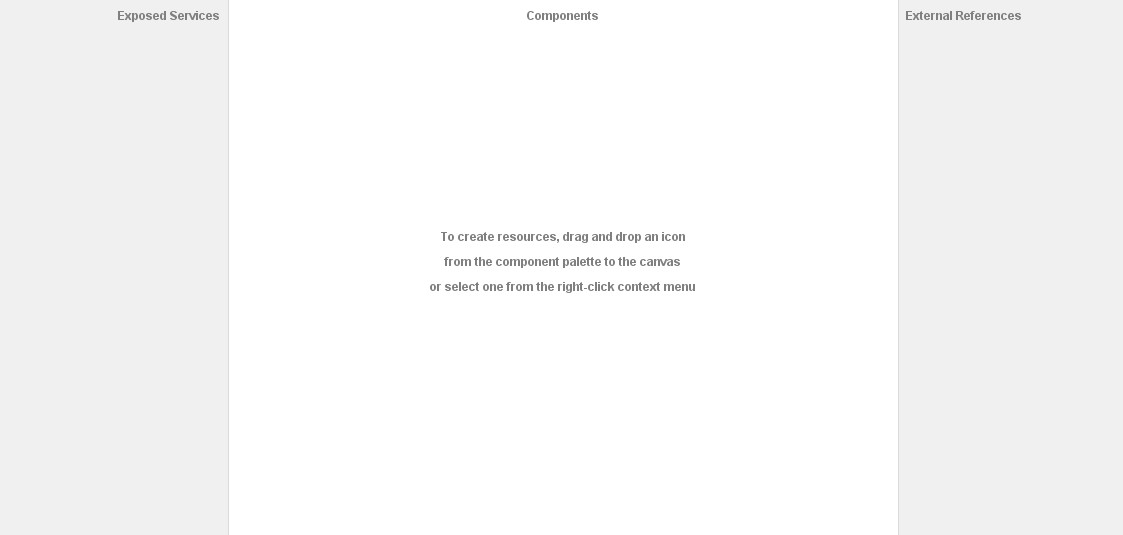 Exposed Services
Components
External References
To create resources, drag and drop an icon
from the component palette to the canvas
or select one from the right-click context menu